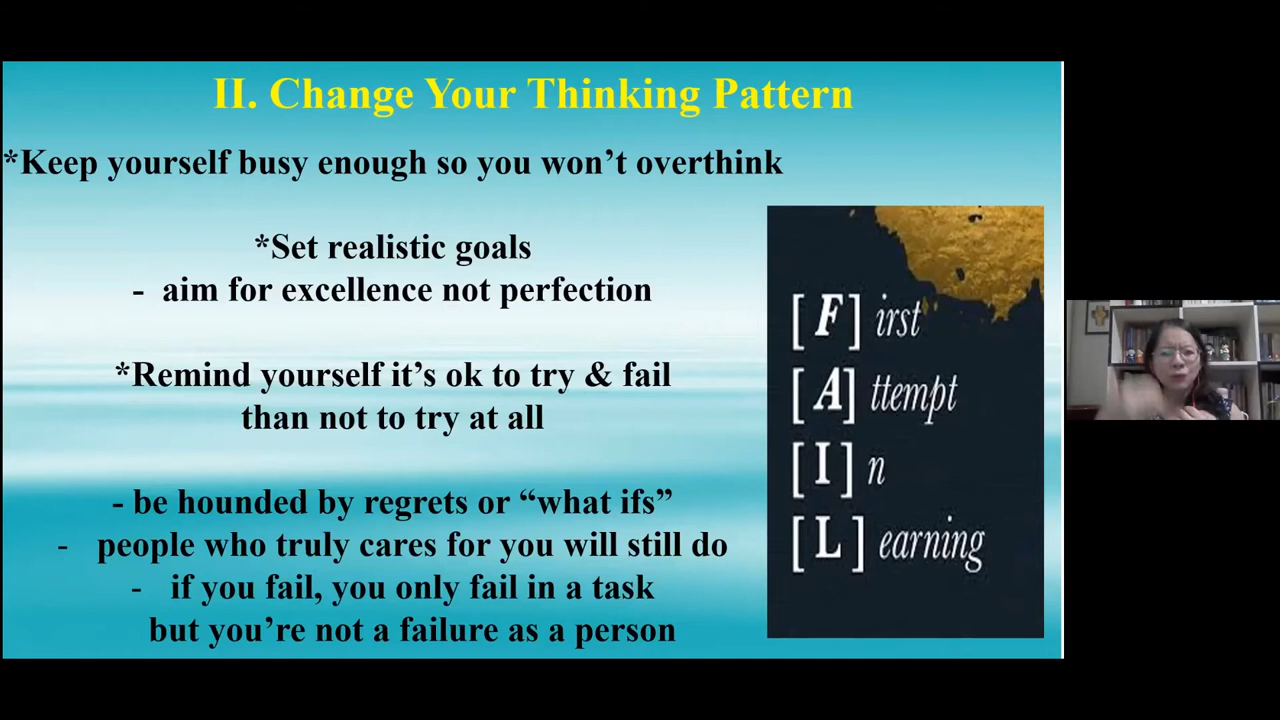 II. Change Your Thinking Pattern
*Keep yourself busy enough so you won’t overthink
*Set realistic goals
- aim for excellence not perfection
*Remind yourself it’s ok to try & fail
than not to try at all
- be hounded by regrets or “what ifs”
- people who truly cares for you will still do
- if you fail, you only fail in a task
but you’re not a failure as a person
[F]irst
[A]ttempt
[I]n
[L]earning